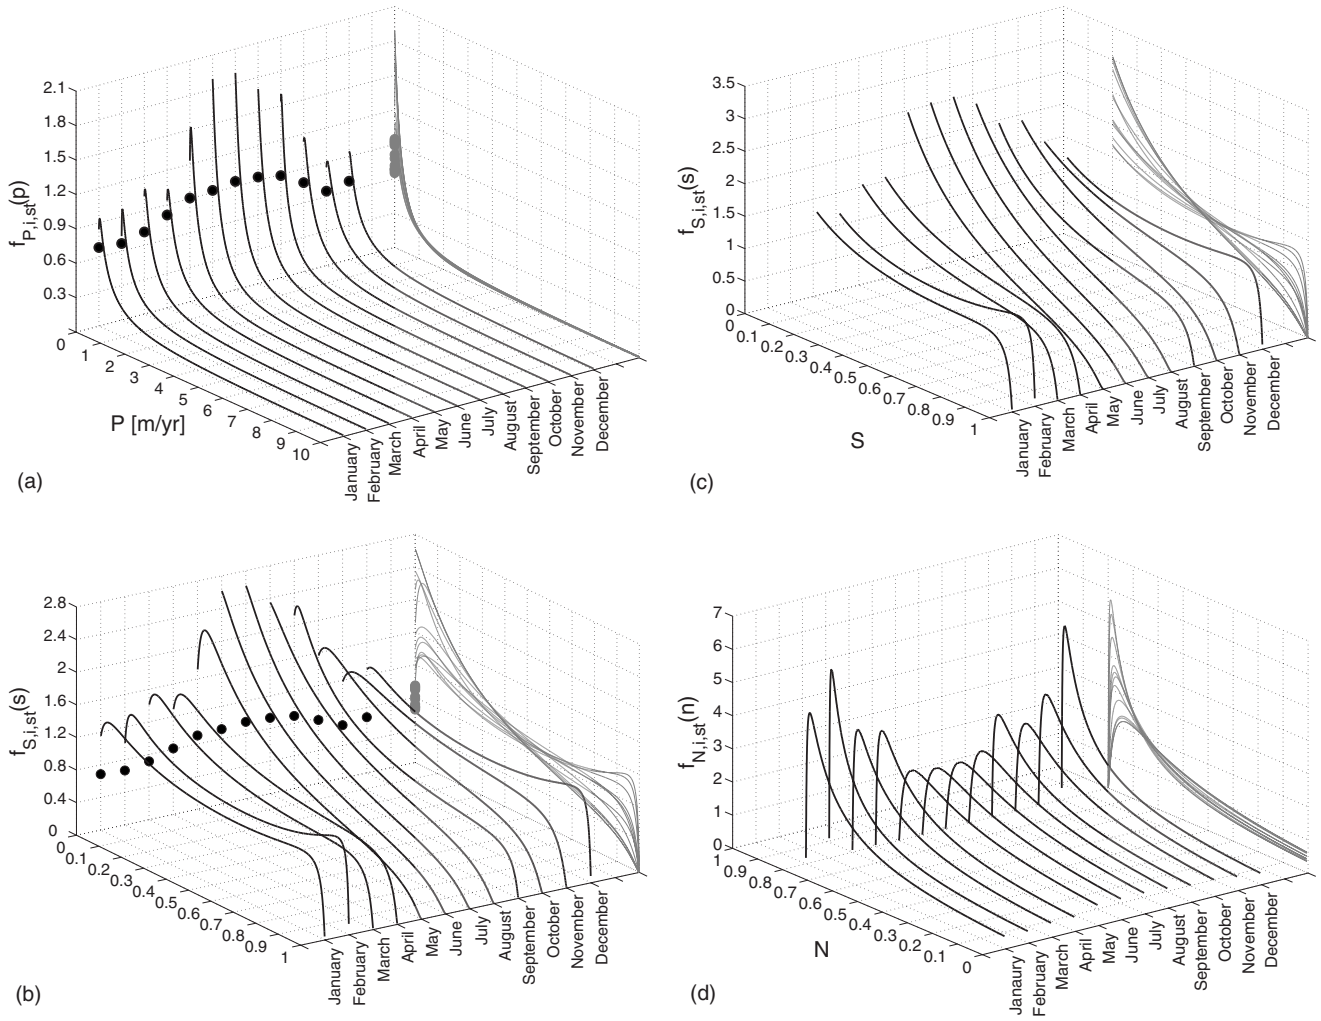 2.1
1.8
1.5
1.2
0.9
0.6
0.3
0
f_P,i,st(p)
1
2
3
4
5
6
7
8
9
10
P [m/yr]
January
February
March
April
May
June
July
August
September
October
November
December
(a)
3.5
3
2.5
2
1.5
1
0.5
0
f_S,i,st(s)
0
0.1
0.2
0.3
0.4
0.5
0.6
0.7
0.8
0.9
1
S
January
February
March
April
May
June
July
August
September
October
November
December
(c)
2.8
2.4
2
1.6
1.2
0.8
0.4
0
f_S,i,st(s)
0
0.1
0.2
0.3
0.4
0.5
0.6
0.7
0.8
0.9
1
S
January
February
March
April
May
June
July
August
September
October
November
December
(b)
7
6
5
4
3
2
1
0
f_N,i,st(n)
1
0.9
0.8
0.7
0.6
0.5
0.4
0.3
0.2
0.1
0
N
Janaury
February
March
April
May
June
July
August
September
October
November
December
(d)